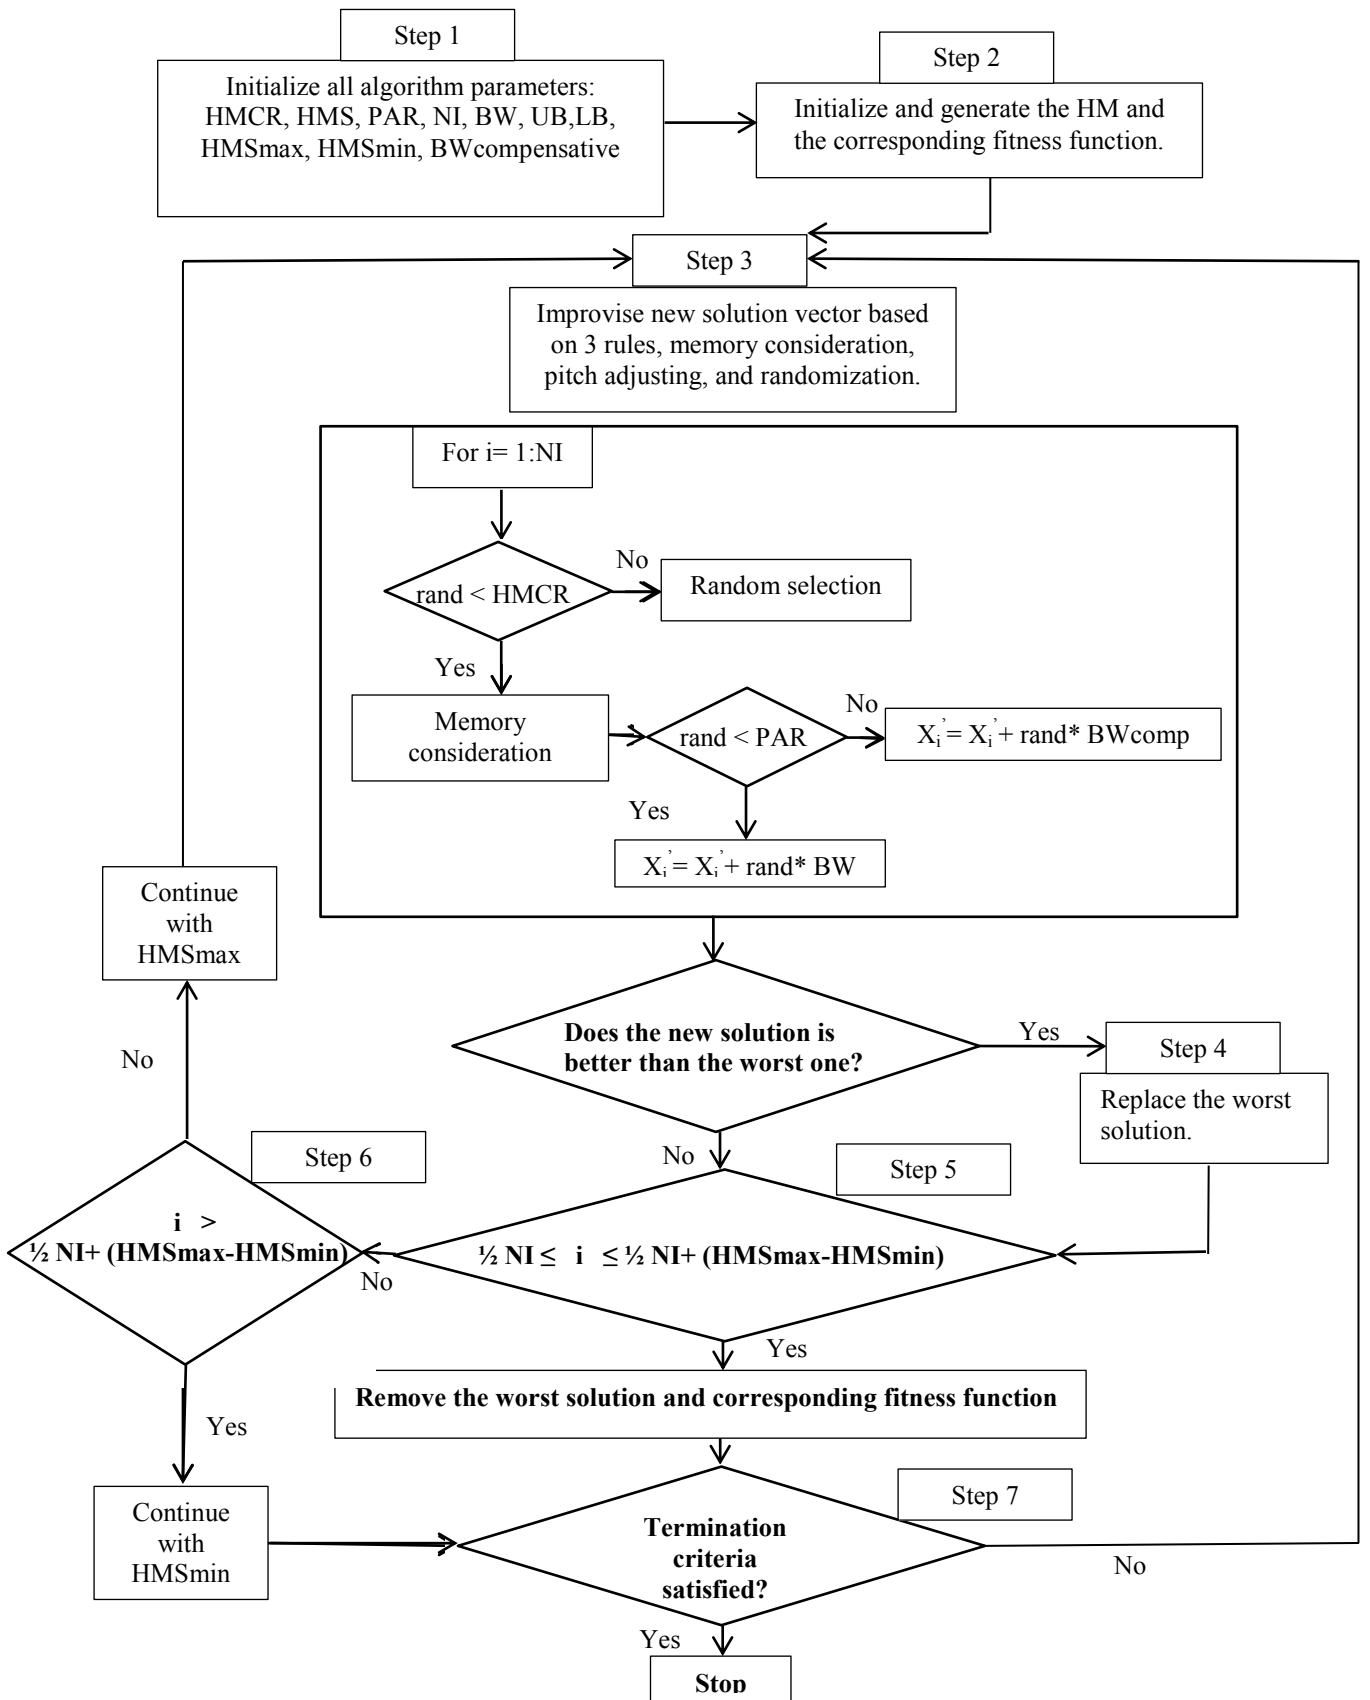 Step 1
Initialize all algorithm parameters:
HMCR, HMS, PAR, NI, BW, UB,LB,
HMSmax, HMSmin, BWcompensative
Step 2
Initialize and generate the HM and
the corresponding fitness function.
Step 3
Improvise new solution vector based
on 3 rules, memory consideration,
pitch adjusting, and randomization.
For i= 1:NI
rand < HMCR
No
Random selection
Yes
Memory
consideration
rand < PAR
No
Xi’= Xi’+ rand* BWcomp
Yes
Xi’= Xi’+ rand* BW
Continue
with
HMSmax
Does the new solution is
better than the worst one?
Yes
Step 4
Replace the worst
solution.
No
No
Step 5
½ NI ≤ i ≤ ½ NI+ (HMSmax-HMSmin)
No
Step 6
i >
½ NI+ (HMSmax-HMSmin)
Yes
Remove the worst solution and corresponding fitness function
Yes
Continue
with
HMSmin
Step 7
Termination
criteria
satisfied?
No
Yes
Stop